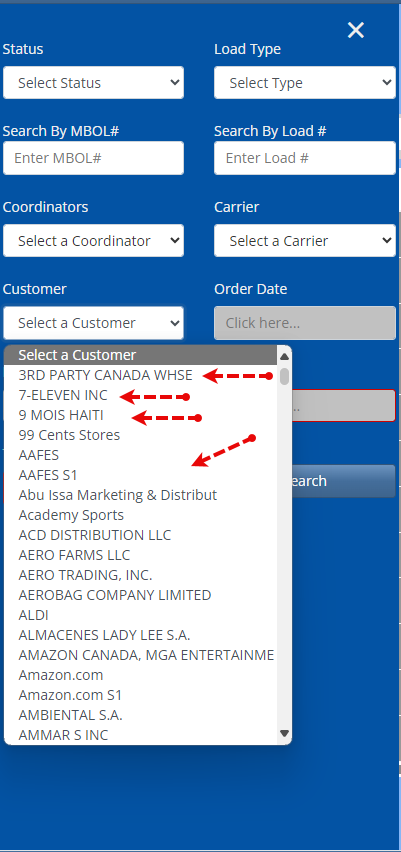 Status Load Type
Select Status Select Type
Search By MBOL# Search By Load #
Enter MBOL# Enter Load #
Coordinators Carrier
Select a Coordinator Select a Carrier
Customer Order Date
Select a Customer Click here...
Select a Customer
3RD PARTY CANADA WHSE
7-ELEVEN INC
9 MOIS HAITI
99 Cents Stores
AAFES
AAFES S1
Abu Issa Marketing & Distribut
Academy Sports
ACD DISTRIBUTION LLC
AERO FARMS LLC
AERO TRADING, INC.
AEROBAG COMPANY LIMITED
ALDI
ALMACENES LADY LEE S.A.
AMAZON CANADA, MGA ENTERTAINME
Amazon.com
Amazon.com S1
AMBIENTAL S.A.
AMMAR S INC